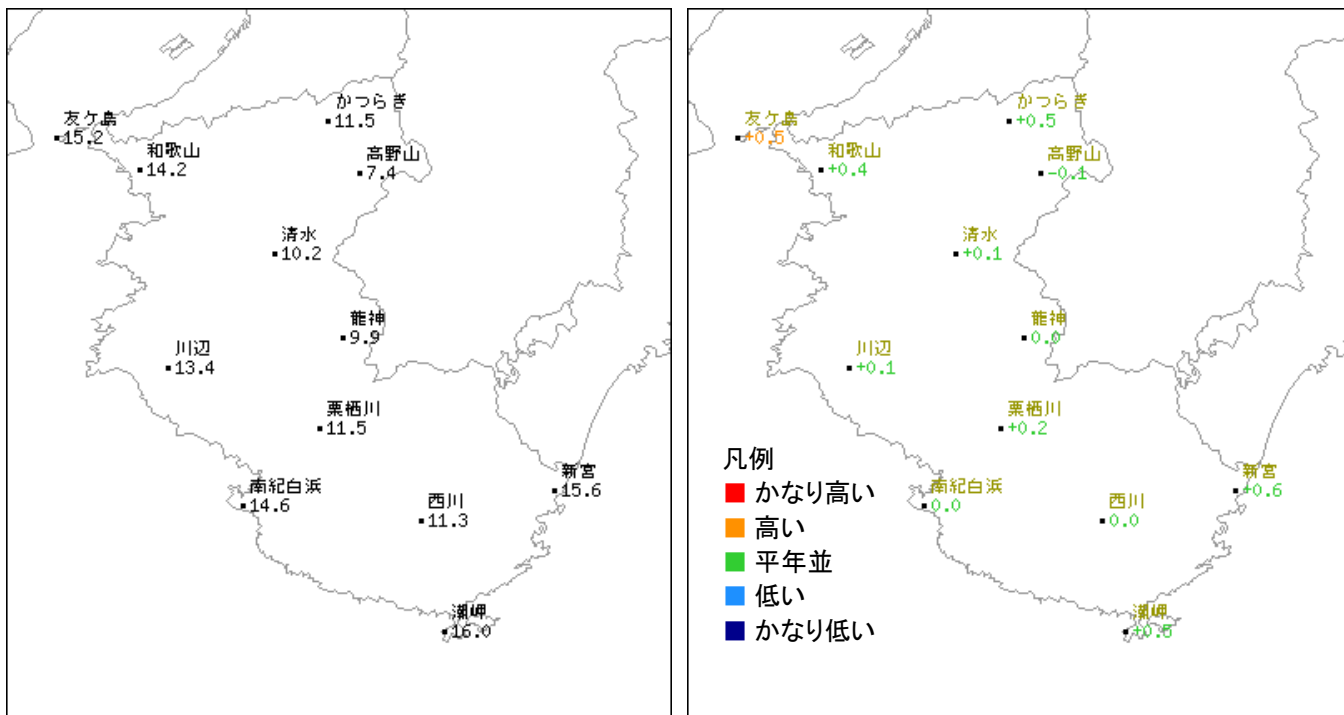 かつらぎ
11.5
友ケ島
15.2
和歌山
14.2
高野山
7.4
清水
10.2
龍神
9.9
川辺
13.4
栗栖川
11.5
新宮
15.6
南紀白浜
14.6
西川
11.3
潮岬
16.0
かつらぎ
+0.5
友ケ島
+0.5
和歌山
+0.4
高野山
-0.1
清水
+0.1
龍神
0.0
川辺
+0.1
栗栖川
+0.2
新宮
+0.6
南紀白浜
0.0
西川
0.0
潮岬
+0.5
凡例
かなり高い
高い
平年並
低い
かなり低い